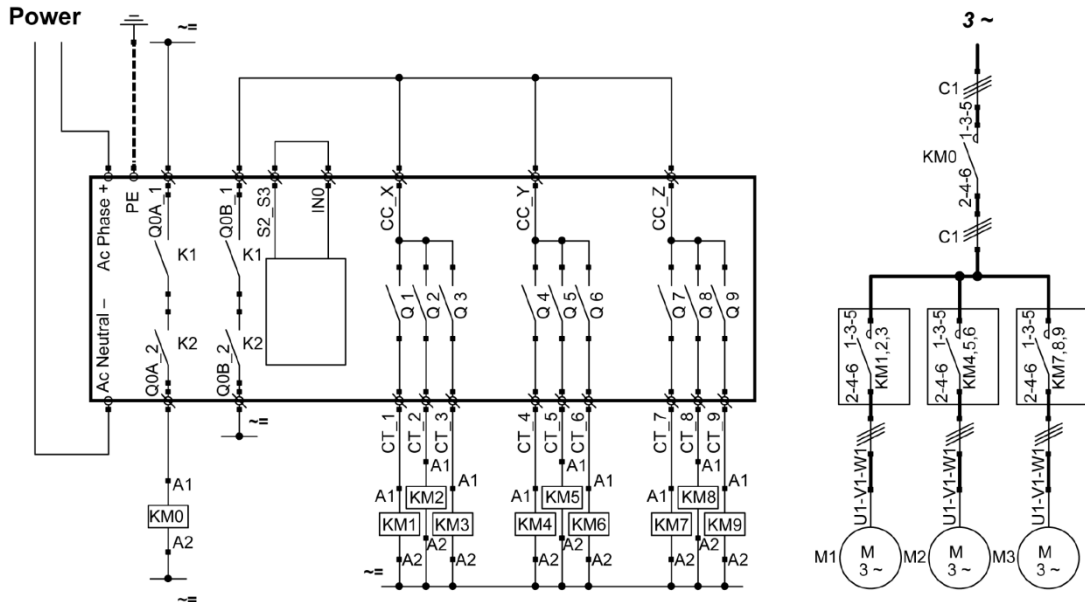 Power
~=
3 ~
C1
1-3-5
KM0
2-4-6
C1
Ac Phase +
Ac Neutral –
PE
Q0A_1
K1
K2
Q0A_2
Q0B_1
K1
K2
Q0B_2
~=
S2_S3
IN0
CC_X
Q 1
Q 2
Q 3
CC_Y
Q 4
Q 5
Q 6
CC_Z
Q 7
Q 8
Q 9
CT_1
CT_2
CT_3
CT_4
CT_5
CT_6
CT_7
CT_8
CT_9
A1
KM0
A2
~=
A1
KM1
A2
A1
KM2
A2
A1
KM3
A2
A1
KM4
A2
A1
KM5
A2
A1
KM6
A2
A1
KM7
A2
A1
KM8
A2
A1
KM9
A2
~=
1-3-5
2-4-6
KM1,2,3
1-3-5
2-4-6
KM4,5,6
1-3-5
2-4-6
KM7,8,9
U1-V1-W1
U1-V1-W1
U1-V1-W1
M1
M
3 ~
M2
M
3 ~
M3
M
3 ~